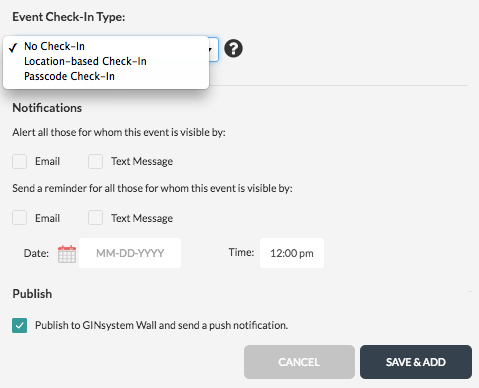 Event Check-In Type:
✓ No Check-In
Location-based Check-In
Passcode Check-In
?
Notifications
Alert all those for whom this event is visible by:
Email Text Message
Send a reminder for all those for whom this event is visible by:
Email Text Message
Date: MM-DD-YYYY Time: 12:00 pm
Publish
Publish to GINsystem Wall and send a push notification.
CANCEL SAVE & ADD